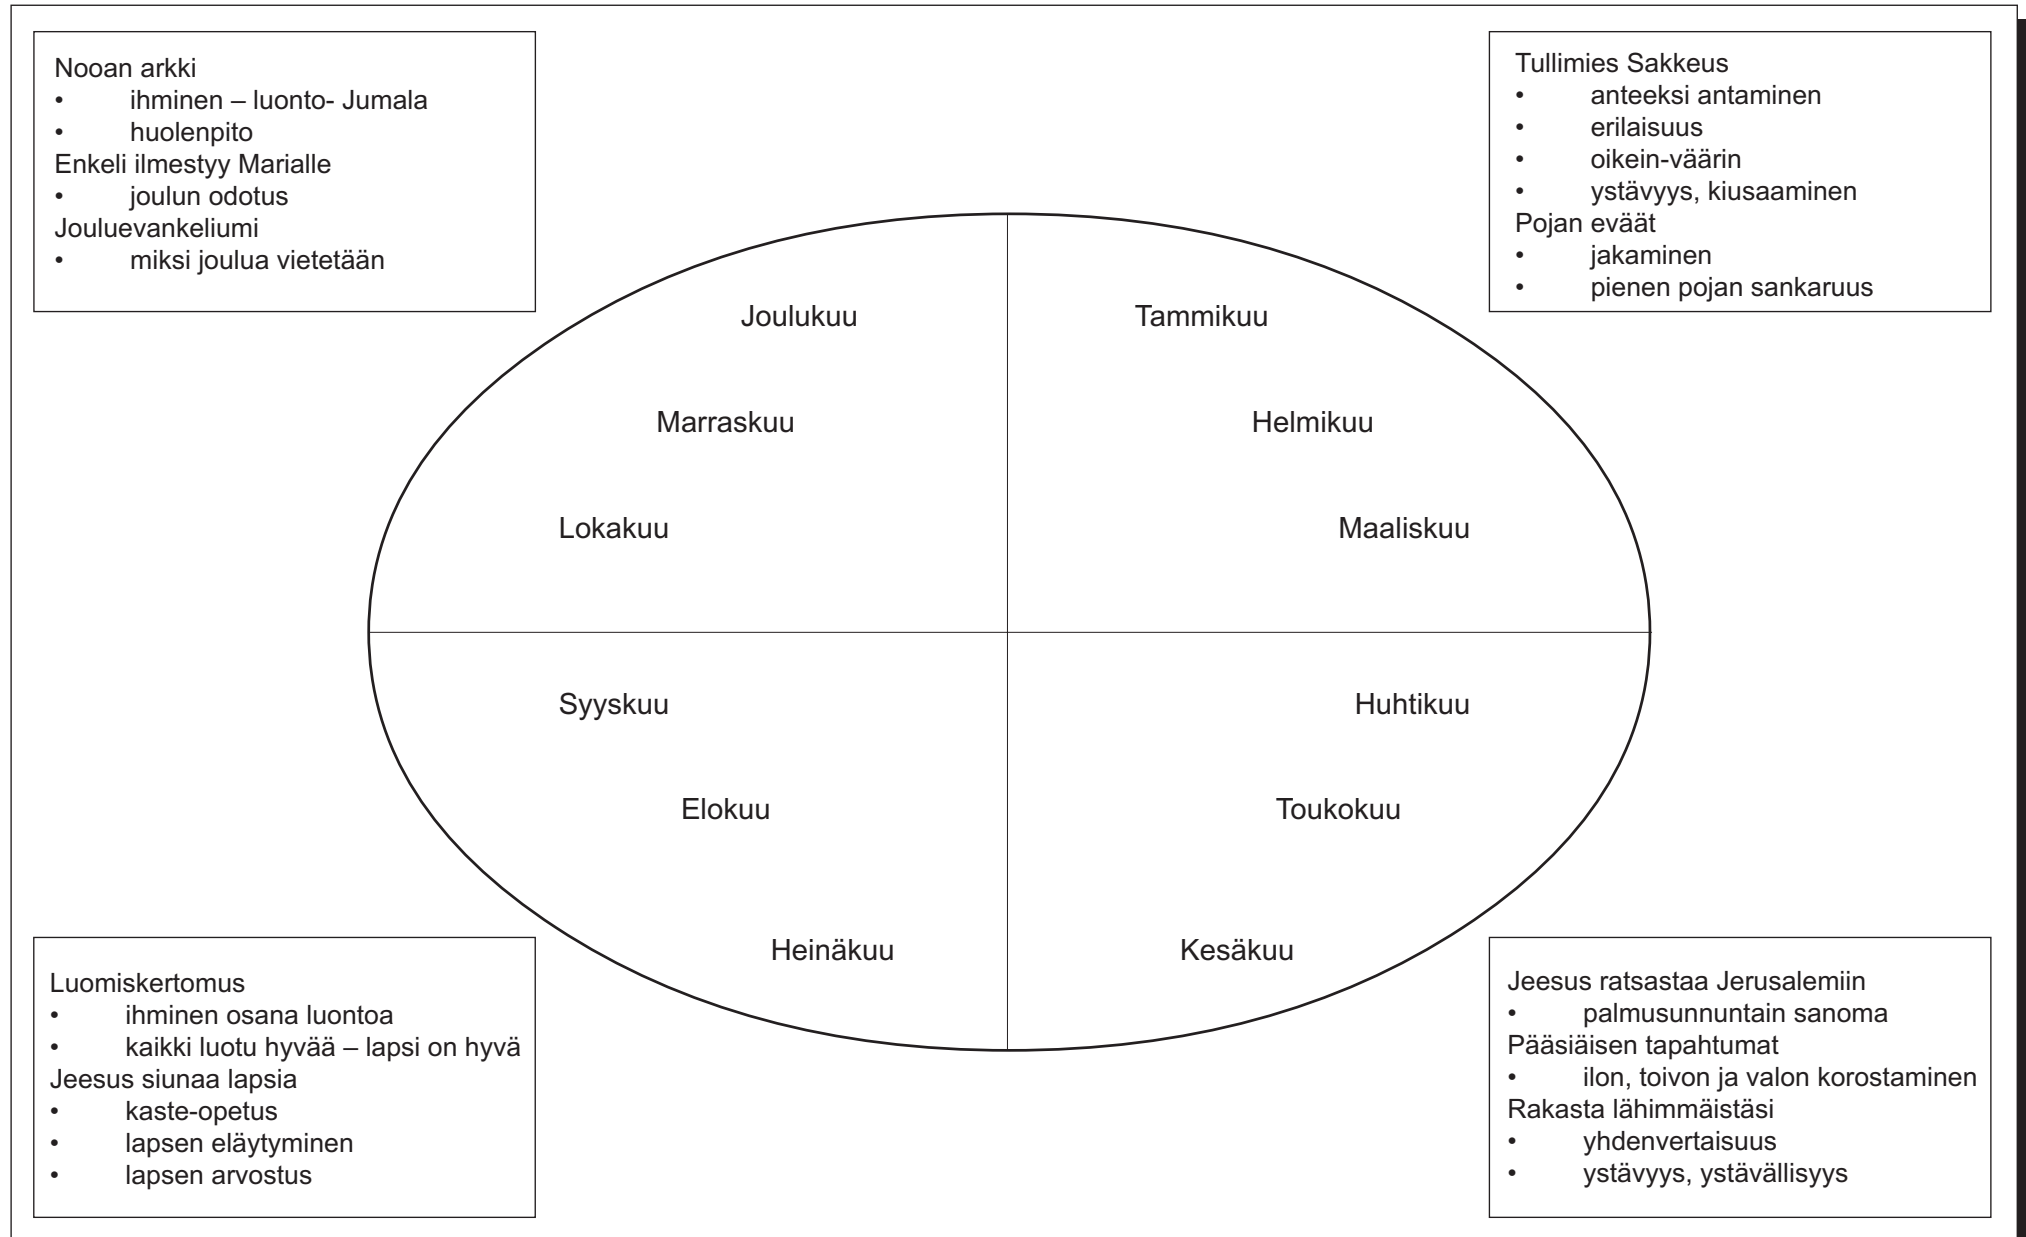 Nooan arkki
• ihminen – luonto- Jumala
• huolenpito
Enkeli ilmestyy Marialle
• joulun odotus
Jouluevankeliumi
• miksi joulua vietetään
Tullimies Sakkeus
• anteeksi antaminen
• erilaisuus
• oikein-väärin
• ystävyys, kiusaaminen
Pojan eväät
• jakaminen
• pienen pojan sankaruus
Joulukuu
Tammikuu
Marraskuu
Helmikuu
Lokakuu
Maaliskuu
Syyskuu
Huhtikuu
Elokuu
Toukokuu
Heinäkuu
Kesäkuu
Luomiskertomus
• ihminen osana luontoa
• kaikki luotu hyvää – lapsi on hyvä
Jeesus siunaa lapsia
• kaste-opetus
• lapsen eläytyminen
• lapsen arvostus
Jeesus ratsastaa Jerusalemiin
• palmusunnuntain sanoma
Pääsiäisen tapahtumat
• ilon, toivon ja valon korostaminen
Rakasta lähimmäistäsi
• yhdenvertaisuus
• ystävyys, ystävällisyys